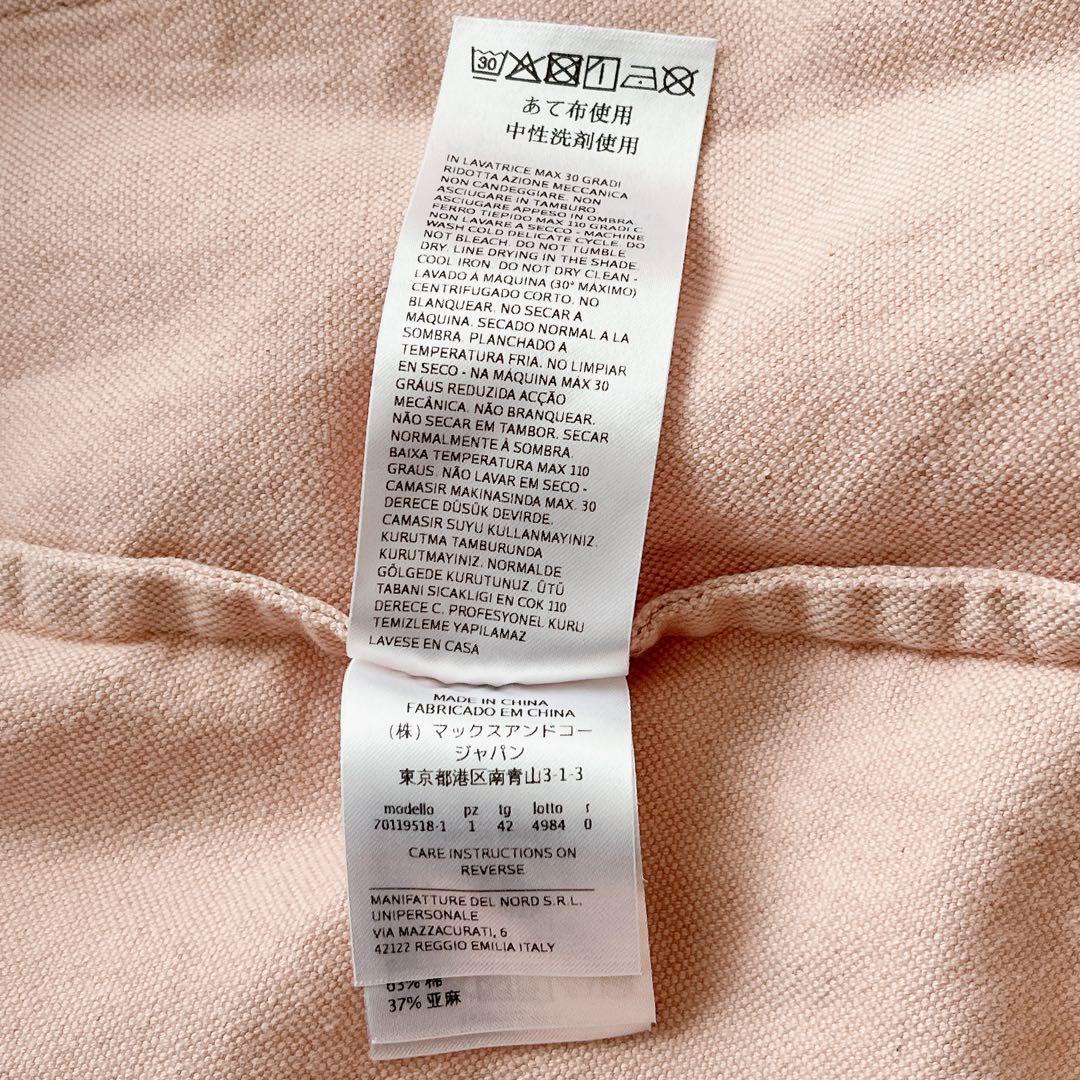 30
あて布使用
中性洗剤使用
IN LAVATRICE MAX 30 GRADI
RIDOTTA AZIONE MECCANICA
NON CANDEGGIARE. NON
ASCIUGARE IN TAMBURO.
ASCIUGARE APPESO IN OMBRA.
FERRO TIEPIDO MAX 110 GRADI C.
NON LAVARE A SECCO - MACHINE
WASH COLD DELICATE CYCLE. DO
NOT BLEACH. DO NOT TUMBLE
DRY. LINE DRYING IN THE SHADE.
COOL IRON. DO NOT DRY CLEAN -
LAVADO À MAQUINA (30° MAXIMO)
CENTRIFUGADO CORTO. NO
BLANQUEAR. NO SECAR A
MÀQUINA. SECADO NORMAL A LA
SOMBRA. PLANCHADO A
TEMPERATURA FRIA. NO LIMPIAR
EN SECO - NA MÁQUINA MÁX 30
GRÁUS REDUZIDA ACÇÃO
MECÂNICA. NÃO BRANQUEAR.
NÃO SECAR EM TAMBOR. SECAR
NORMALMENTE À SOMBRA.
BAIXA TEMPERATURA MAX 110
GRAUS. NÃO LAVAR EM SECO -
CAMASIR MAKINASINDA MAX. 30
DERECE DÜSÜK DEVIRDE.
CAMASIR SUYU KULLANMAYINIZ.
KURUTMA TAMBURUNDA
KURUTMAYINIZ. NORMALDE
GÖLGEDE KURUTUNUZ. ÜTÜ
TABANI SICAKLIGI EN COK 110
DERECE C. PROFESYONEL KURU
TEMIZLEME YAPILAMAZ
LAVESE EN CASA
MADE IN CHINA
FABRICADO EM CHINA
(株) マックスアンドコー
ジャパン
東京都港区南青山3-1-3
modello pz tg lotto r
70119518-1 1 42 4984 0
CARE INSTRUCTIONS ON
REVERSE
MANIFATTURE DEL NORD S.R.L.
UNIPERSONALE
VIA MAZZACURATI, 6
42122 REGGIO EMILIA ITALY
63% 棉
37% 亚麻